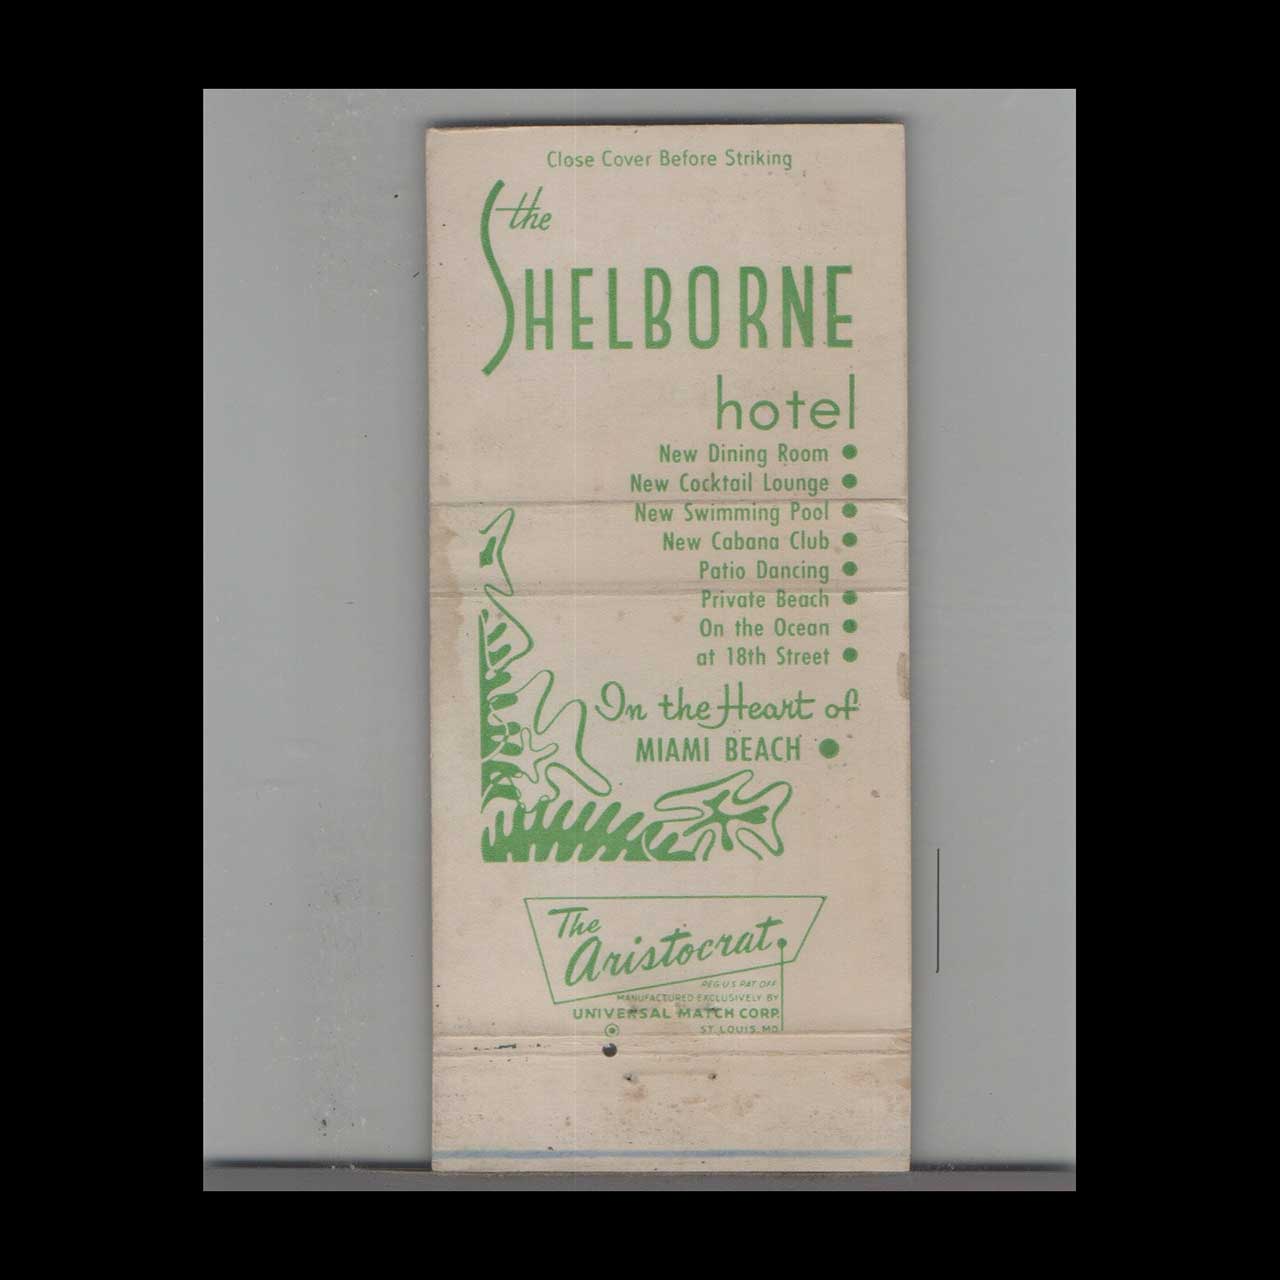 Close Cover Before Striking
the
SHELBORNE
hotel
New Dining Room
New Cocktail Lounge
New Swimming Pool
New Cabana Club
Patio Dancing
Private Beach
On the Ocean
at 18th Street
In the Heart of
MIAMI BEACH
The
Aristocrat
REG U S PAT OFF
MANUFACTURED EXCLUSIVELY BY
UNIVERSAL MATCH CORP.
ST. LOUIS, MO